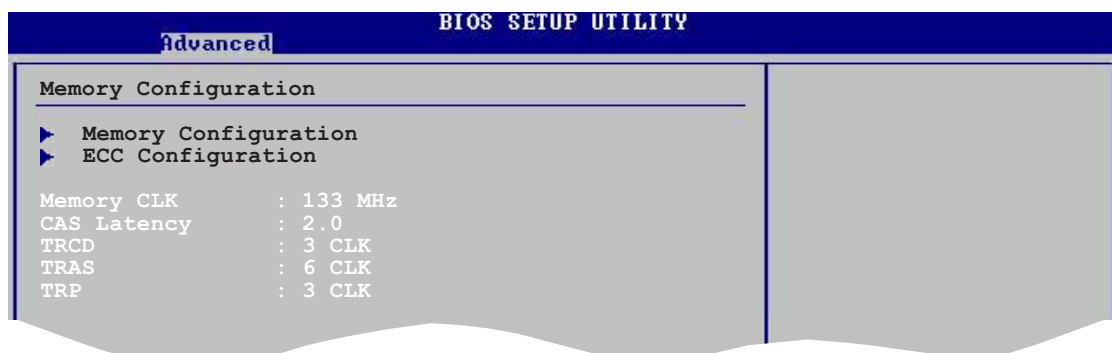 BIOS SETUP UTILITY
Advanced
Memory Configuration
Memory Configuration
ECC Configuration
Memory CLK : 133 MHz
CAS Latency : 2.0
TRCD : 3 CLK
TRAS : 6 CLK
TRP : 3 CLK